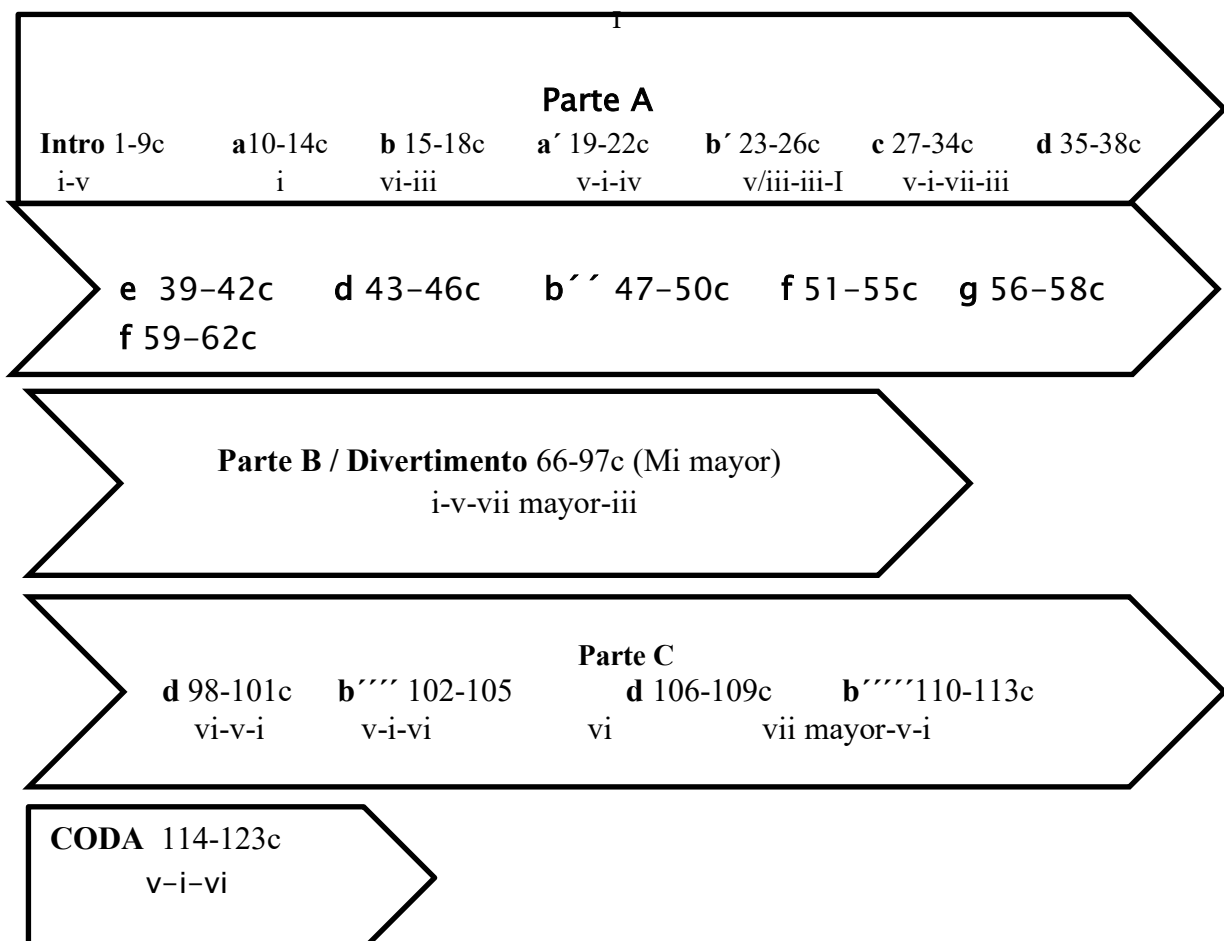 I
Parte A
Intro 1-9c a10-14c b 15-18c a´ 19-22c b´ 23-26c c 27-34c d 35-38c
i-v i vi-iii v-i-iv v/iii-iii-I v-i-vii-iii
e 39-42c d 43-46c b´´ 47-50c f 51-55c g 56-58c
f 59-62c
Parte B / Divertimento 66-97c (Mi mayor)
i-v-vii mayor-iii
Parte C
d 98-101c b´´´´ 102-105 d 106-109c b´´´´´110-113c
vi-v-i v-i-vi vi vii mayor-v-i
CODA 114-123c
v-i-vi